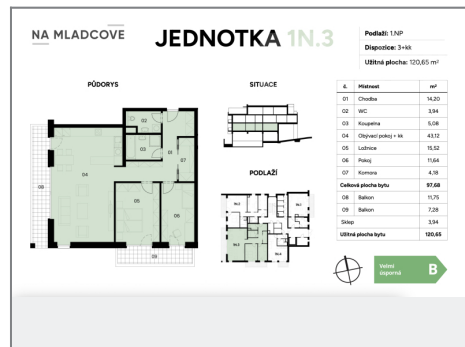 NA MLADCOVĚ
JEDNOTKA 1N.3
Podlaží: 1.NP
Dispozice: 3+kk
Užitná plocha: 120,65 m²
PŮDORYS
SITUACE
PODLAŽÍ
č. Místnost m²
01 Chodba 14,20
02 WC 3,94
03 Koupelna 5,08
04 Obývací pokoj + kk 43,12
05 Ložnice 15,52
06 Pokoj 11,64
07 Komora 4,18
Celková plocha bytu 97,68
08 Balkon 11,75
09 Balkon 7,28
Sklep 3,94
Užitná plocha bytu 120,65
02
03
01
07
04
08
05
06
09
Velmi
úsporná
B